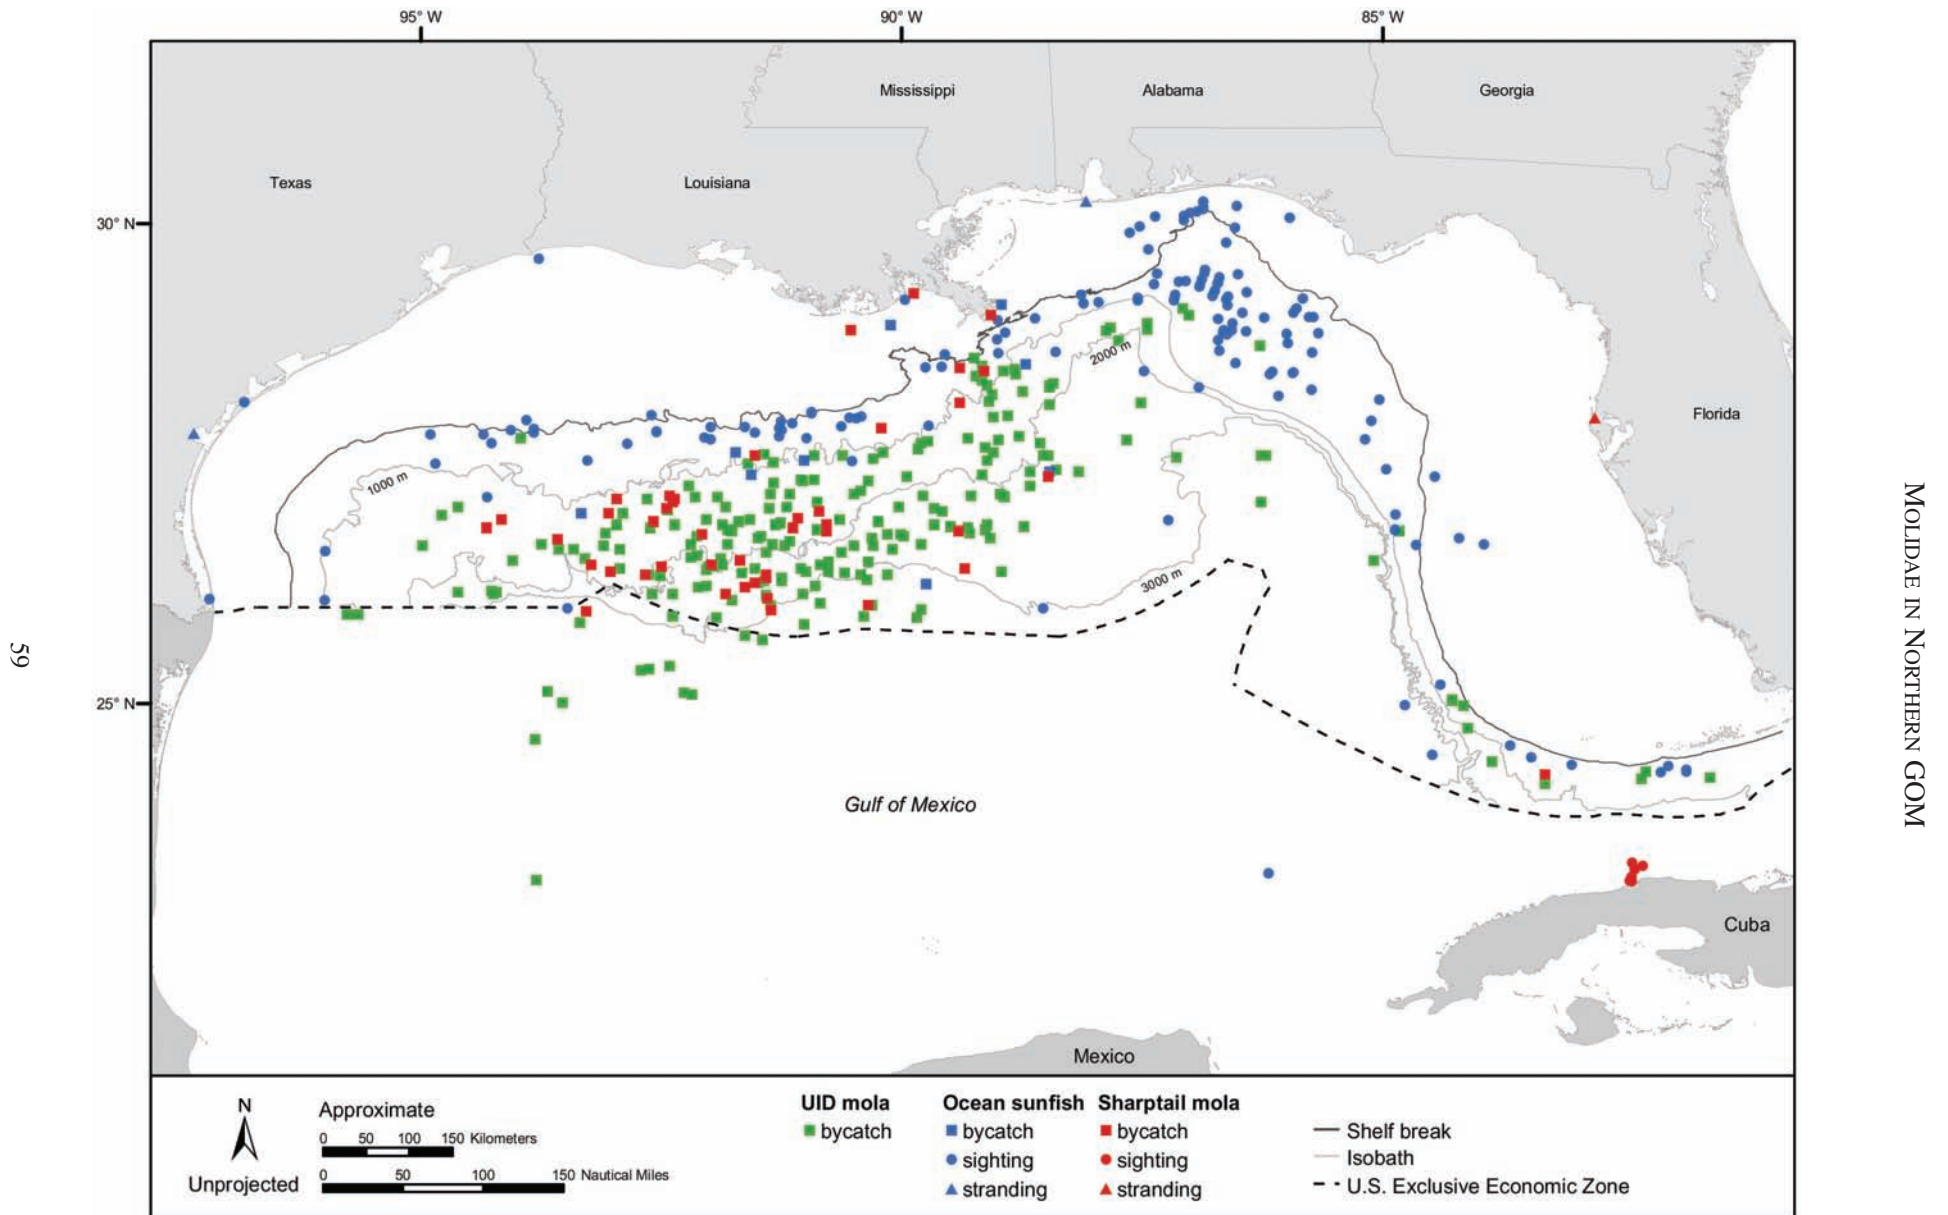 95° W
90° W
85° W
Mississippi
Alabama
Georgia
Texas
Louisiana
30° N
2000 m
Florida
1000 m
3000 m
25° N
Gulf of Mexico
Cuba
Mexico
N
Unprojected
Approximate
0 50 100 150 Kilometers
0 50 100 150 Nautical Miles
UID mola
bycatch
Ocean sunfish
bycatch
sighting
stranding
Sharptail mola
bycatch
sighting
stranding
Shelf break
Isobath
U.S. Exclusive Economic Zone
59
MOLIDAE IN NORTHERN GOM